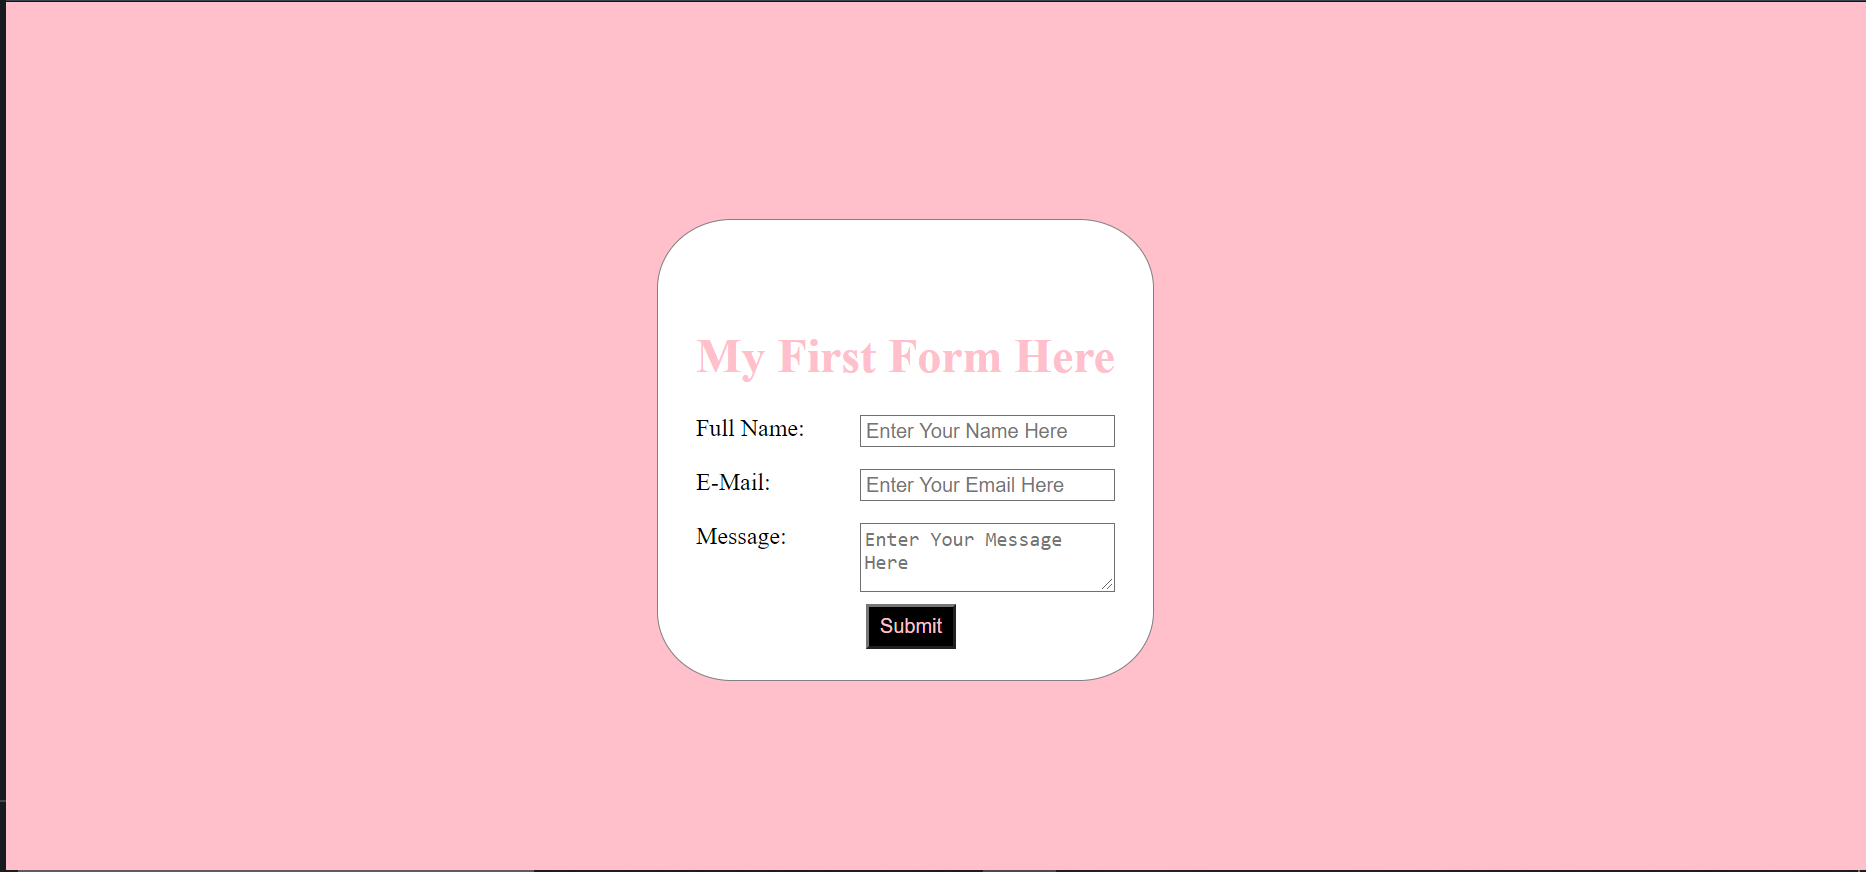 My First Form Here
Full Name:
Enter Your Name Here
E-Mail:
Enter Your Email Here
Message:
Enter Your Message
Here
Submit